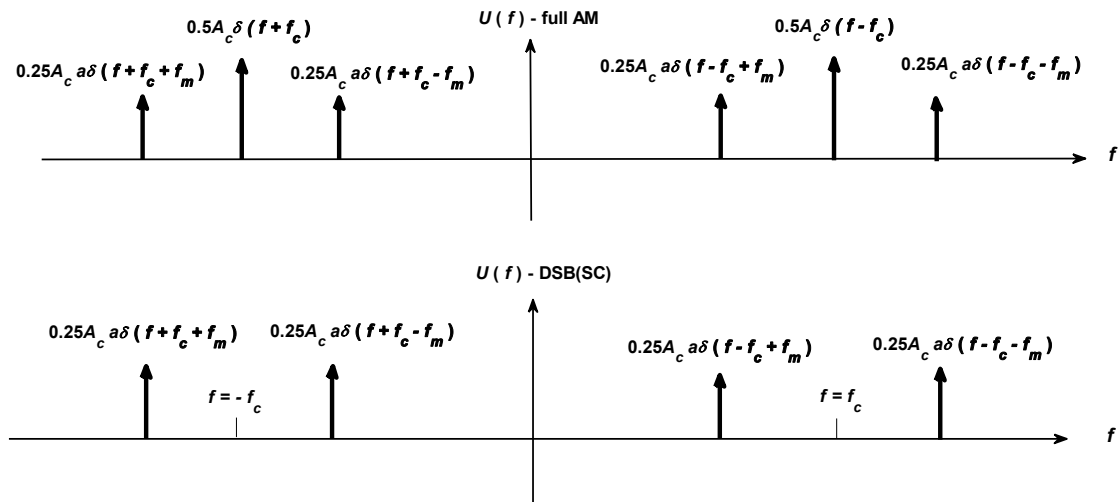 U ( f ) - full AM
0.5A_c δ ( f + f_c )
0.5A_c δ ( f - f_c )
0.25A_c aδ ( f + f_c + f_m )
0.25A_c aδ ( f + f_c - f_m )
0.25A_c aδ ( f - f_c + f_m )
0.25A_c aδ ( f - f_c - f_m )
f
U ( f ) - DSB(SC)
0.25A_c aδ ( f + f_c + f_m )
0.25A_c aδ ( f + f_c - f_m )
0.25A_c aδ ( f - f_c + f_m )
0.25A_c aδ ( f - f_c - f_m )
f = - f_c
f = f_c
f